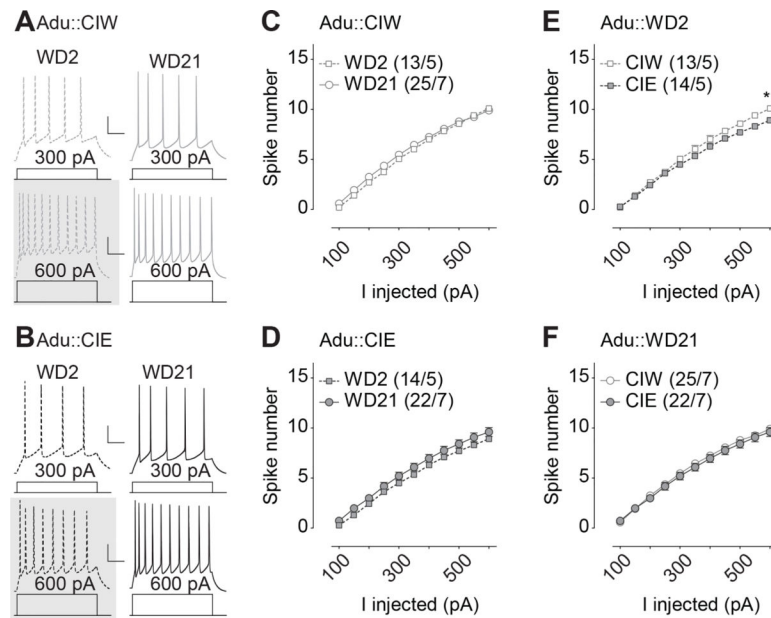 A Adu::CIW
WD2 WD21
300 pA 300 pA
600 pA 600 pA
B Adu::CIE
WD2 WD21
300 pA 300 pA
600 pA 600 pA
C Adu::CIW
15
10
5
0
Spike number
WD2 (13/5)
WD21 (25/7)
100 300 500
I injected (pA)
D Adu::CIE
15
10
5
0
Spike number
WD2 (14/5)
WD21 (22/7)
100 300 500
I injected (pA)
E Adu::WD2
15
10
5
0
Spike number
CIW (13/5)
CIE (14/5)
*
100 300 500
I injected (pA)
F Adu::WD21
15
10
5
0
Spike number
CIW (25/7)
CIE (22/7)
100 300 500
I injected (pA)